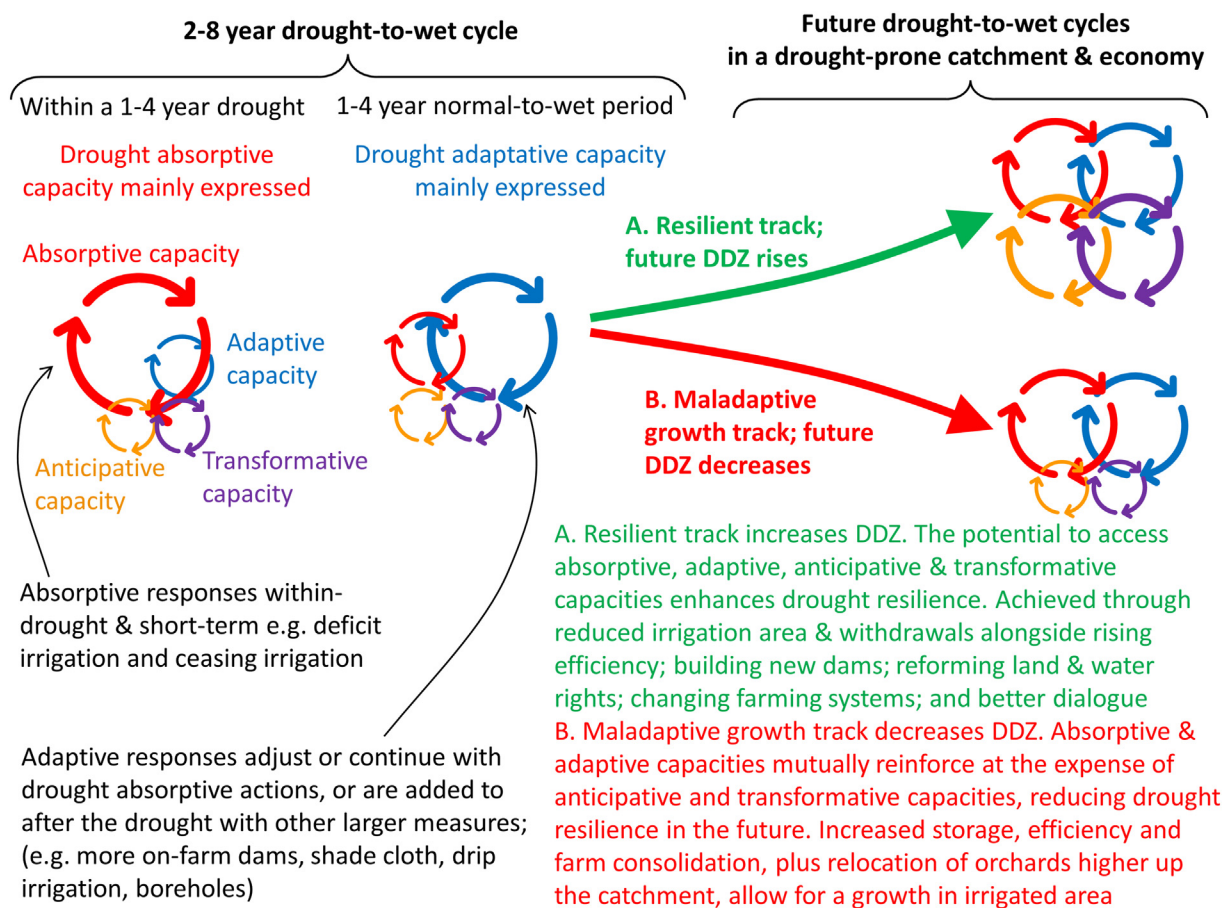 2-8 year drought-to-wet cycle
Future drought-to-wet cycles
in a drought-prone catchment & economy
Within a 1-4 year drought
1-4 year normal-to-wet period
Drought absorptive
capacity mainly expressed
Drought adaptative capacity
mainly expressed
A. Resilient track;
future DDZ rises
Absorptive capacity
Adaptive
capacity
Anticipative
capacity
Transformative
capacity
B. Maladaptive
growth track; future
DDZ decreases
Absorptive responses within-
drought & short-term e.g. deficit
irrigation and ceasing irrigation
Adaptive responses adjust or continue with
drought absorptive actions, or are added to
after the drought with other larger measures;
(e.g. more on-farm dams, shade cloth, drip
irrigation, boreholes)
A. Resilient track increases DDZ. The potential to access
absorptive, adaptive, anticipative & transformative
capacities enhances drought resilience. Achieved through
reduced irrigation area & withdrawals alongside rising
efficiency; building new dams; reforming land & water
rights; changing farming systems; and better dialogue
B. Maladaptive growth track decreases DDZ. Absorptive &
adaptive capacities mutually reinforce at the expense of
anticipative and transformative capacities, reducing drought
resilience in the future. Increased storage, efficiency and
farm consolidation, plus relocation of orchards higher up
the catchment, allow for a growth in irrigated area